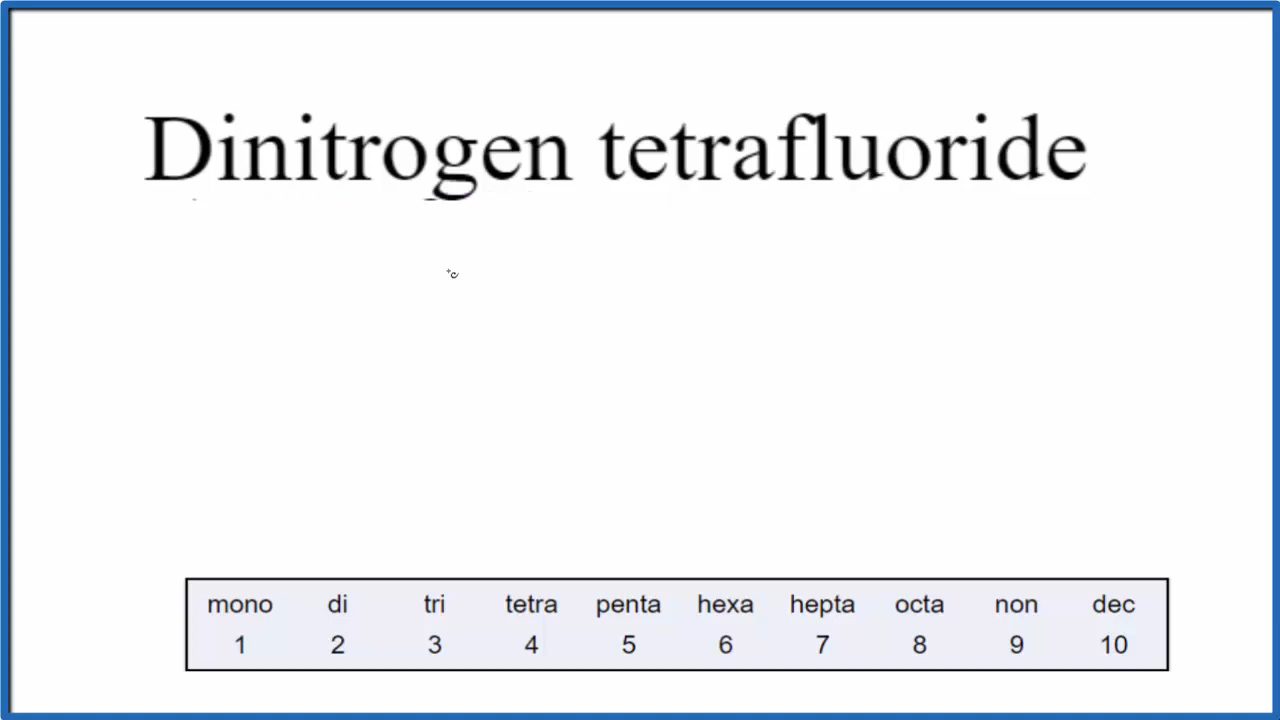 Dinitrogen tetrafluoride
mono di tri tetra penta hexa hepta octa non dec
1 2 3 4 5 6 7 8 9 10